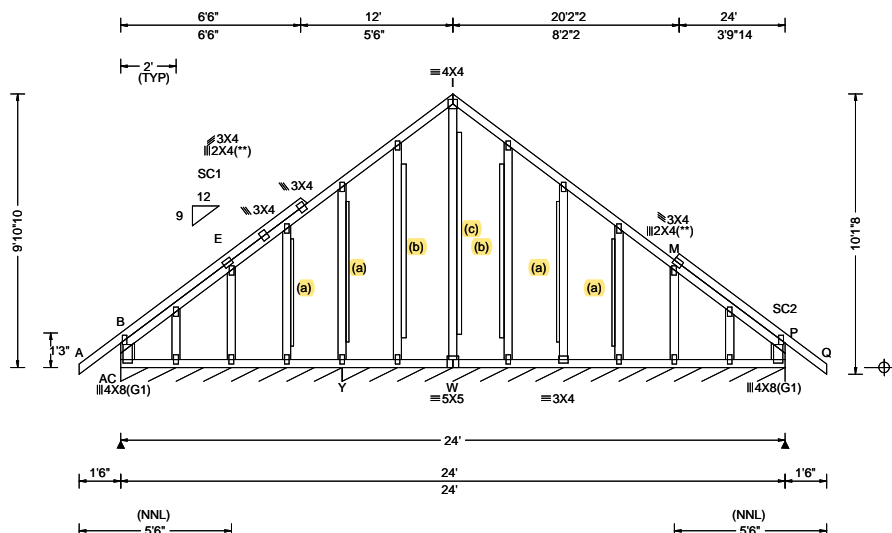 6'6" 12' 20'2"2 24'
6'6" 5'6" 8'2"2 3'9"14
2'
(TYP)
≡4X4
I
3X4
2X4(**)
SC1
12
9
3X4
3X4
E
9'10"10
10'1"8
3X4
2X4(**)
M
(c)
(b) (b)
(a) (a)
(a) (a)
SC2
B
P
1'3"
A
Q
AC
4X8(G1)
Y
W
≡5X5
≡3X4
4X8(G1)
24'
1'6" 24' 1'6"
24'
(NNL) (NNL)
5'6" 5'6"